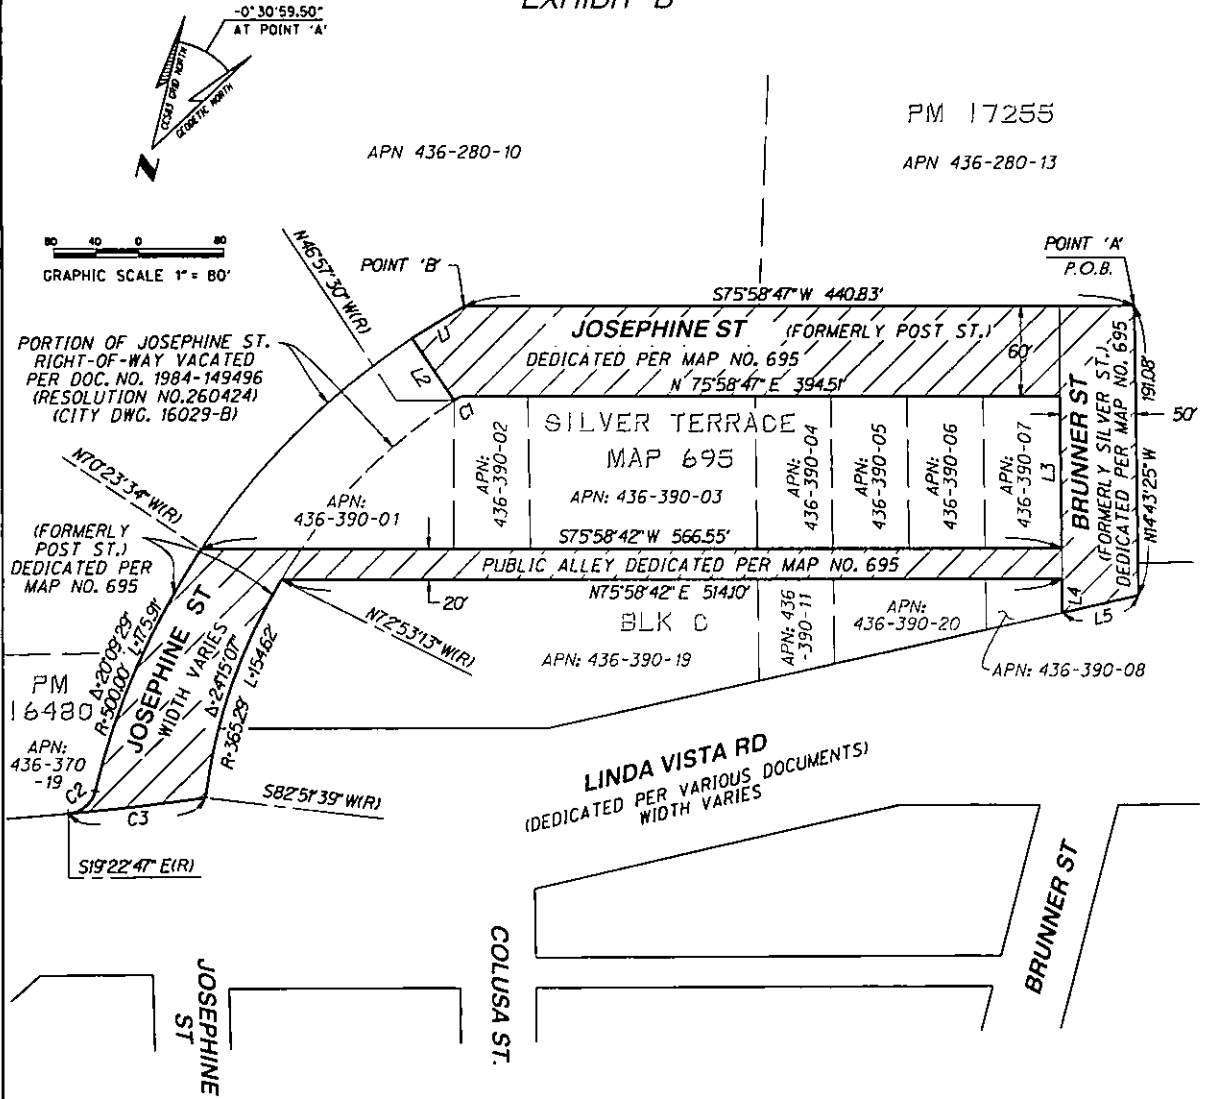 EXHIBIT "B"
-0°30'59.50"
AT POINT 'A'
CCS83 GRID NORTH
GEODETIC NORTH
N
PM 17255
APN 436-280-10
APN 436-280-13
80 40 0 80
GRAPHIC SCALE 1" = 80'
N46°57'30"W(R)
POINT 'B'
POINT 'A'
P.O.B.
S75°58'47"W 440.83'
PORTION OF JOSEPHINE ST.
RIGHT-OF-WAY VACATED
PER DOC. NO. 1984-149496
(RESOLUTION NO.260424)
(CITY DWG. 16029-B)
L1
L2
C1
JOSEPHINE ST (FORMERLY POST ST.)
DEDICATED PER MAP NO. 695
60'
N 75°58'47"E 394.51'
BRUNNER ST
(FORMERLY SILVER ST.)
DEDICATED PER MAP NO. 695
191.08'
N14°43'25"W
50'
SILVER TERRACE
MAP 695
APN:
436-390-02
APN: 436-390-03
APN:
436-390-04
APN:
436-390-05
APN:
436-390-06
APN:
436-390-07
L3
N70°23'34"W(R)
APN:
436-390-01
(FORMERLY
POST ST.)
DEDICATED PER
MAP NO. 695
S75°58'42"W 566.55'
PUBLIC ALLEY DEDICATED PER MAP NO. 695
20'
N75°58'42"E 514.10'
L4
L5
BLK C
N72°53'13"W(R)
APN: 436-390-19
APN: 436
-390-11
APN:
436-390-20
APN: 436-390-08
Δ=20°09'29"
R=500.00' L=175.91'
JOSEPHINE ST
WIDTH VARIES
Δ=24°15'07"
R=365.29' L=154.62'
PM
16480
APN:
436-370
-19
C2
C3
S82°51'39"W(R)
S19°22'47"E(R)
LINDA VISTA RD
(DEDICATED PER VARIOUS DOCUMENTS)
WIDTH VARIES
BRUNNER ST
COLUSA ST.
JOSEPHINE
ST